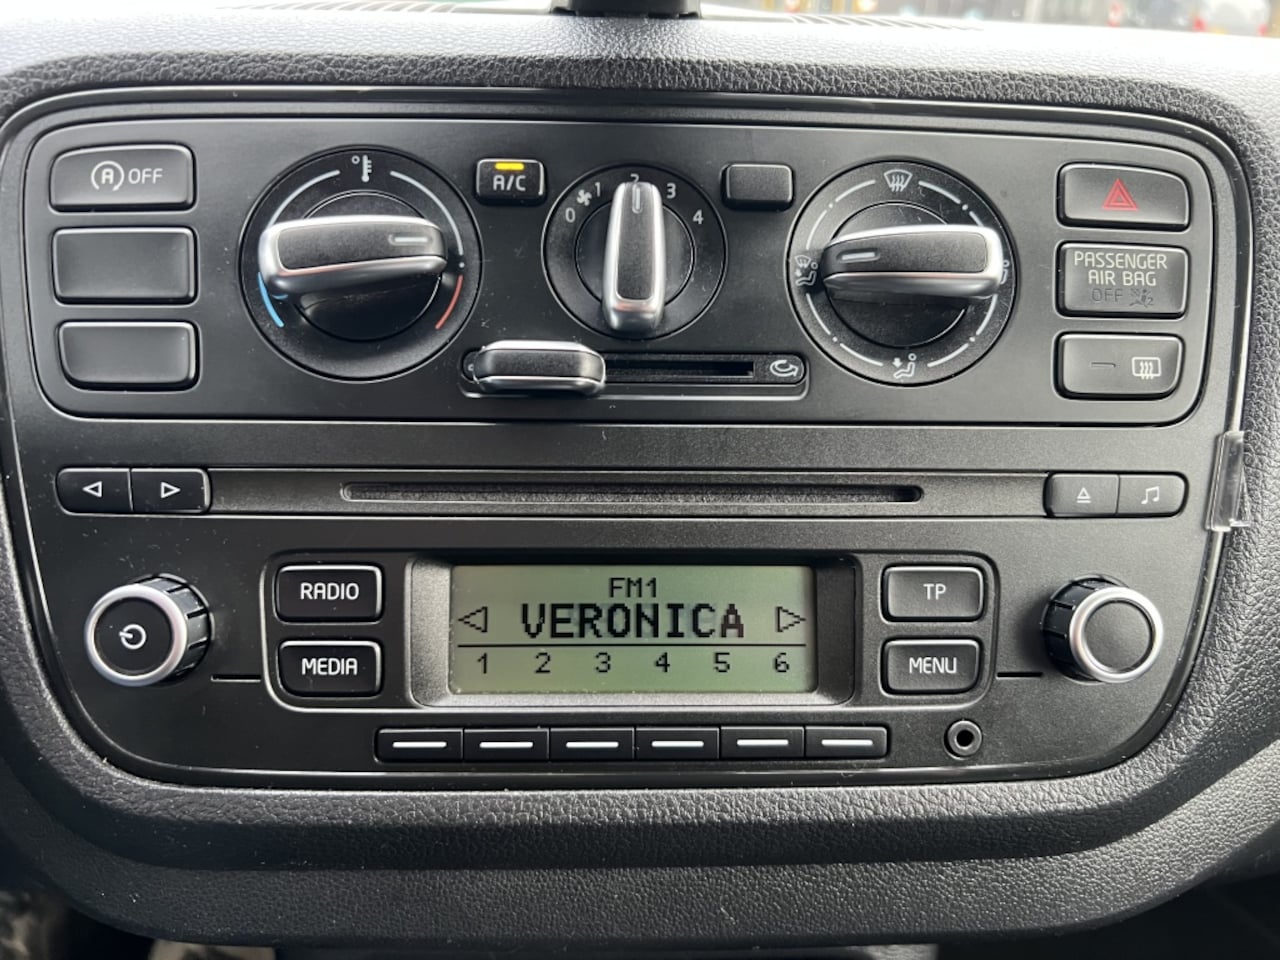 (A) OFF
A/C
0 1 2 3 4
PASSENGER
AIR BAG
OFF 2
RADIO
MEDIA
FM1
VERONICA
1 2 3 4 5 6
TP
MENU